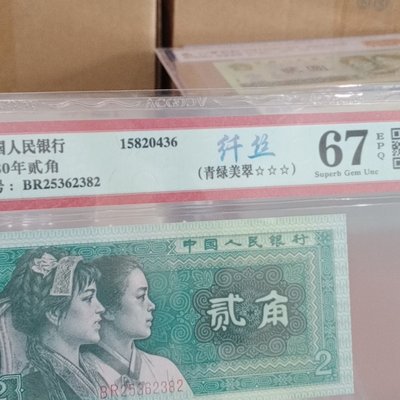 国人民银行
80年贰角
号: BR25362382
15820436
纤丝
(青绿美翠☆☆☆)
67
EPQ
Superb Gem Unc
中国人民银行
贰角
BR25362382
2